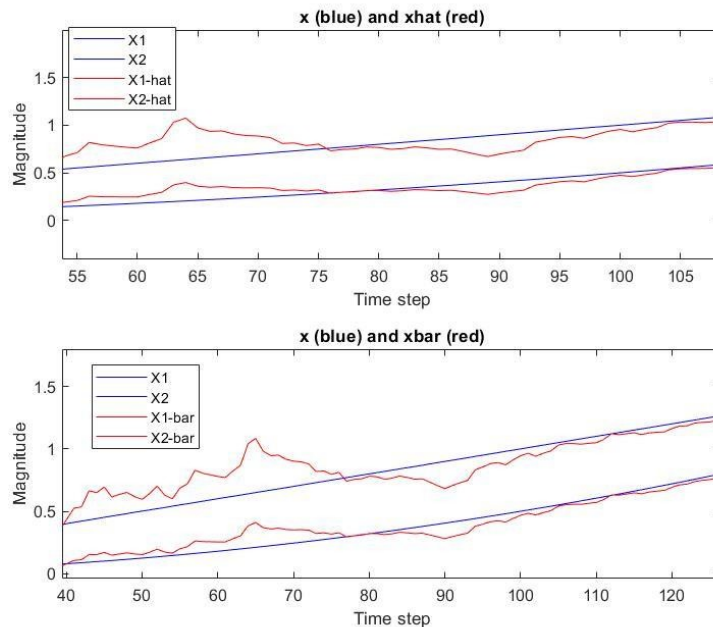 x (blue) and xhat (red)
X1
X2
X1-hat
X2-hat
Magnitude
1.5
1
0.5
0
55 60 65 70 75 80 85 90 95 100 105
Time step
x (blue) and xbar (red)
X1
X2
X1-bar
X2-bar
Magnitude
1.5
1
0.5
0
40 50 60 70 80 90 100 110 120
Time step